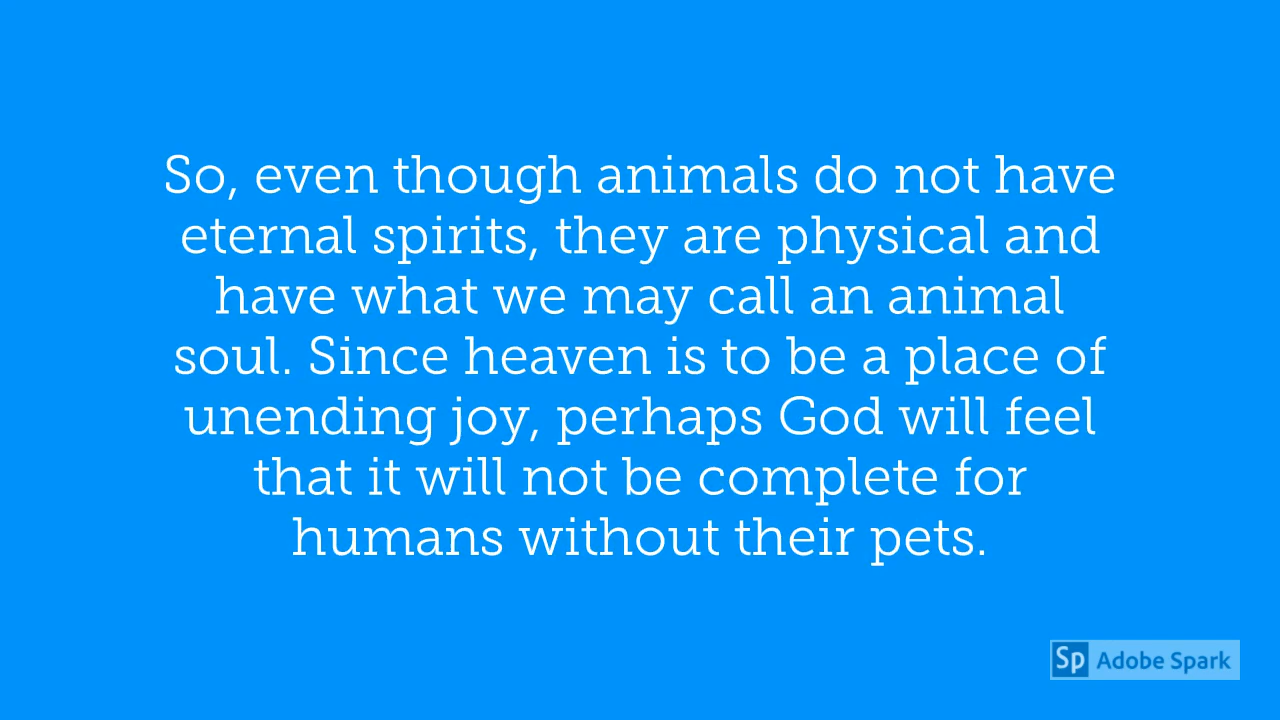 So, even though animals do not have
eternal spirits, they are physical and
have what we may call an animal
soul. Since heaven is to be a place of
unending joy, perhaps God will feel
that it will not be complete for
humans without their pets.
Sp Adobe Spark